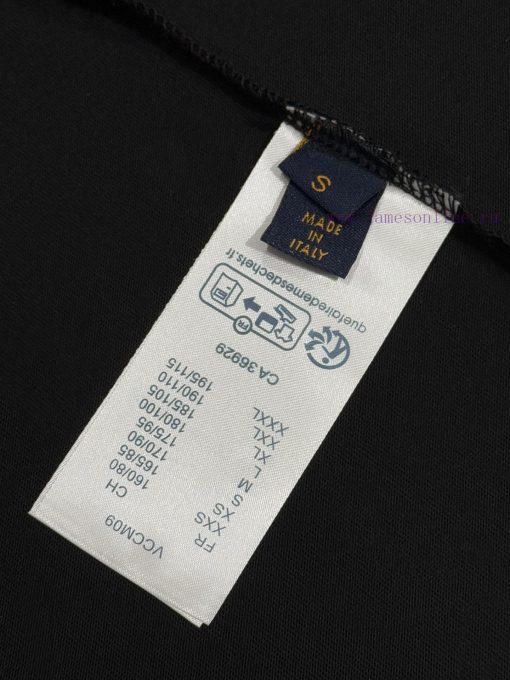 S
MADE
IN
ITALY
VCCM09
FR CH
XXS 160/80
XS 165/85
S 170/90
M 175/95
L 180/100
XL 185/105
XXL 190/110
XXXL 195/115
CA 36929
FR
quefairedemesdechets.fr